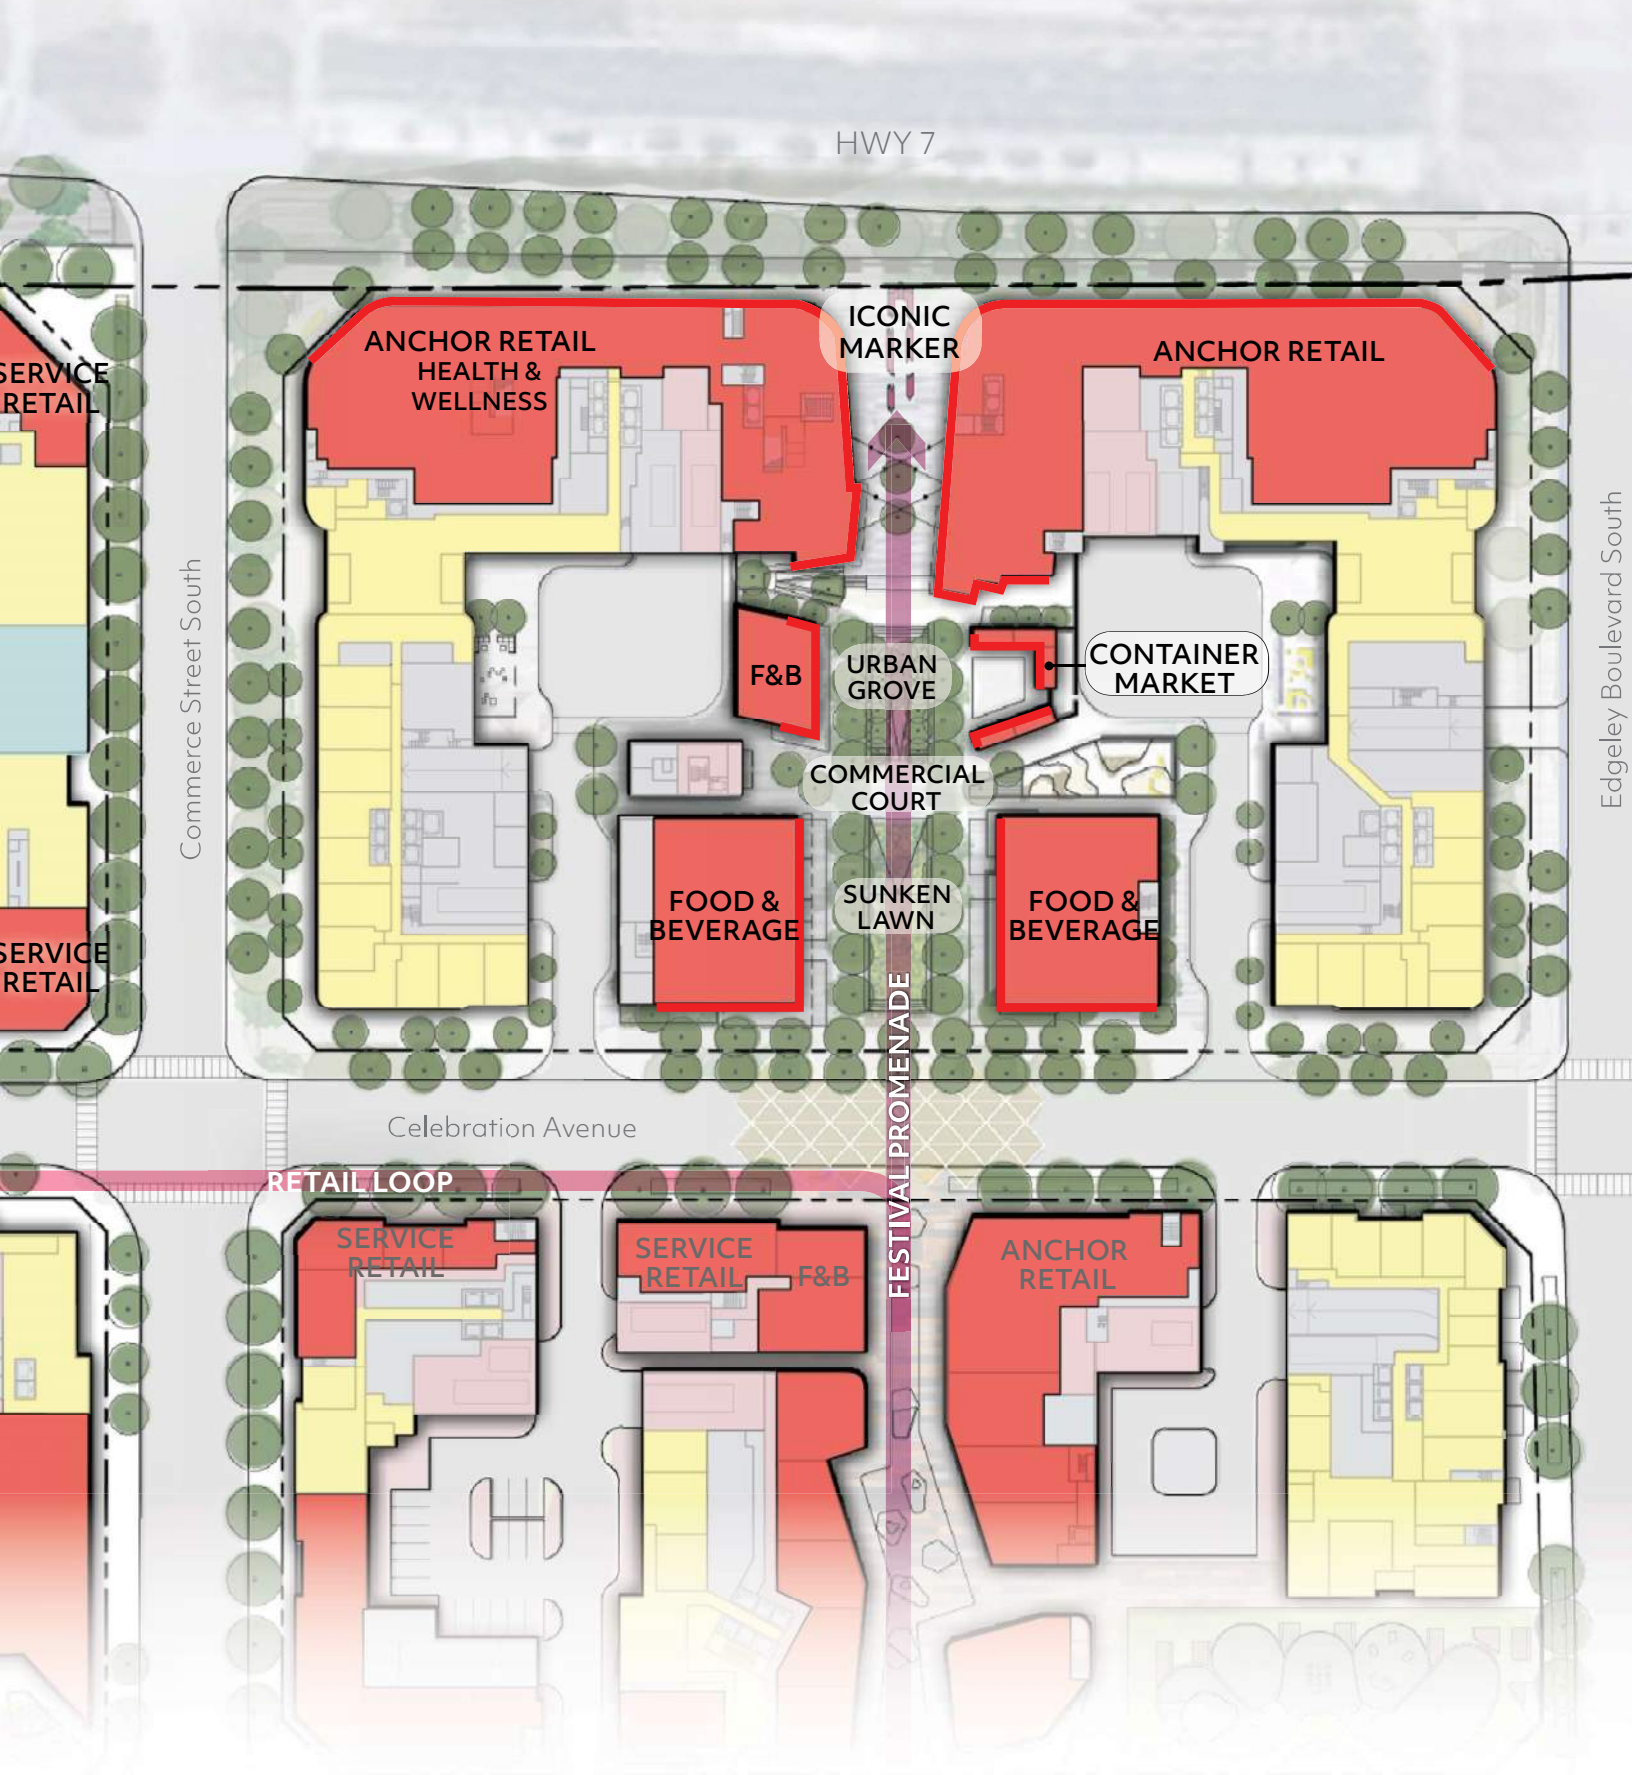 HWY 7
ICONIC
MARKER
ANCHOR RETAIL
HEALTH &
WELLNESS
ANCHOR RETAIL
SERVICE
RETAIL
Commerce Street South
Edgeley Boulevard South
F&B
URBAN
GROVE
CONTAINER
MARKET
COMMERCIAL
COURT
FOOD &
BEVERAGE
SUNKEN
LAWN
FOOD &
BEVERAGE
SERVICE
RETAIL
FESTIVAL PROMENADE
Celebration Avenue
RETAIL LOOP
SERVICE
RETAIL
SERVICE
RETAIL
F&B
ANCHOR
RETAIL